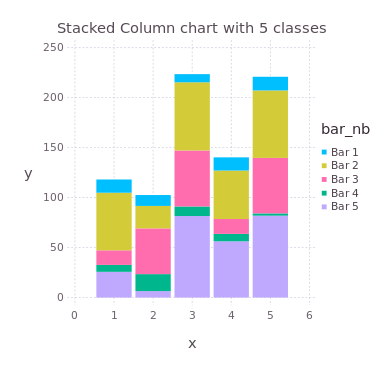 Stacked Column chart with 5 classes
250
200
150
100
50
0
y
0 1 2 3 4 5 6
x
bar_nb
Bar 1
Bar 2
Bar 3
Bar 4
Bar 5